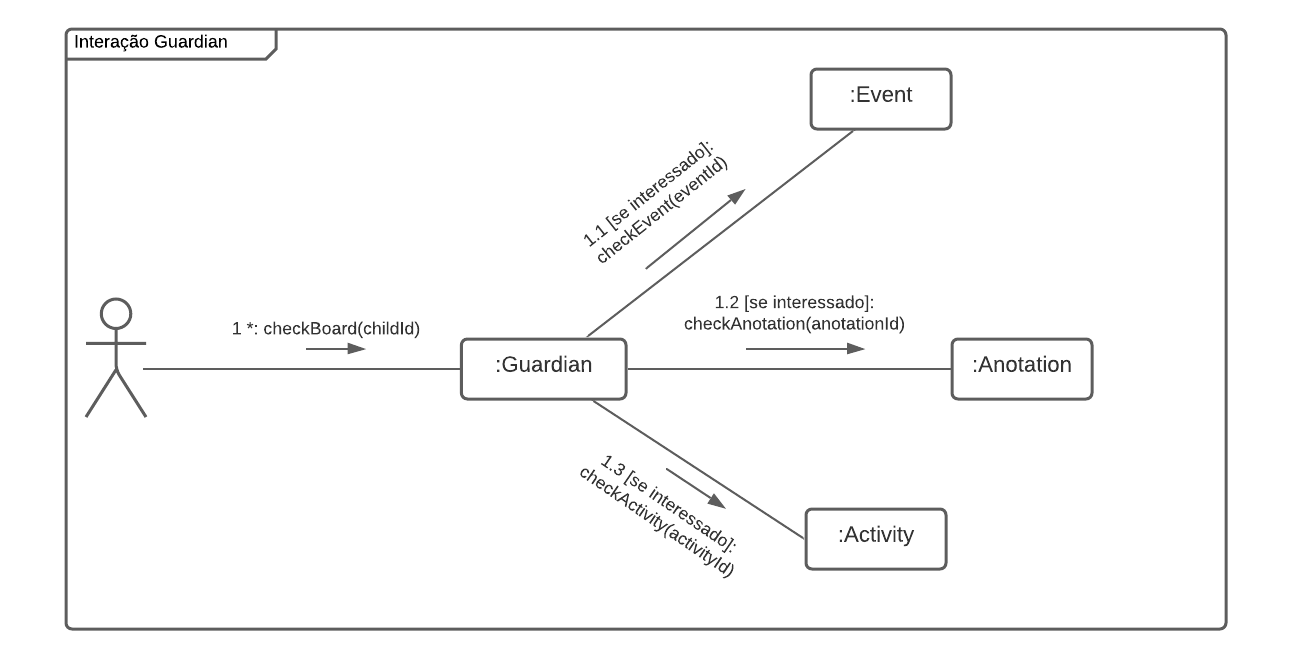 Interação Guardian
:Event
1.1 [se interessado]:
checkEvent(eventId)
1.2 [se interessado]:
checkAnotation(anotationId)
1 *: checkBoard(childId)
:Guardian
:Anotation
1.3 [se interessado]:
checkActivity(activityId)
:Activity